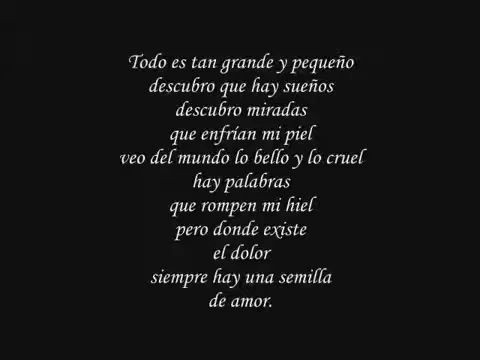 Todo es tan grande y pequeño
descubro que hay sueños
descubro miradas
que enfrían mi piel
veo del mundo lo bello y lo cruel
hay palabras
que rompen mi hiel
pero donde existe
el dolor
siempre hay una semilla
de amor.